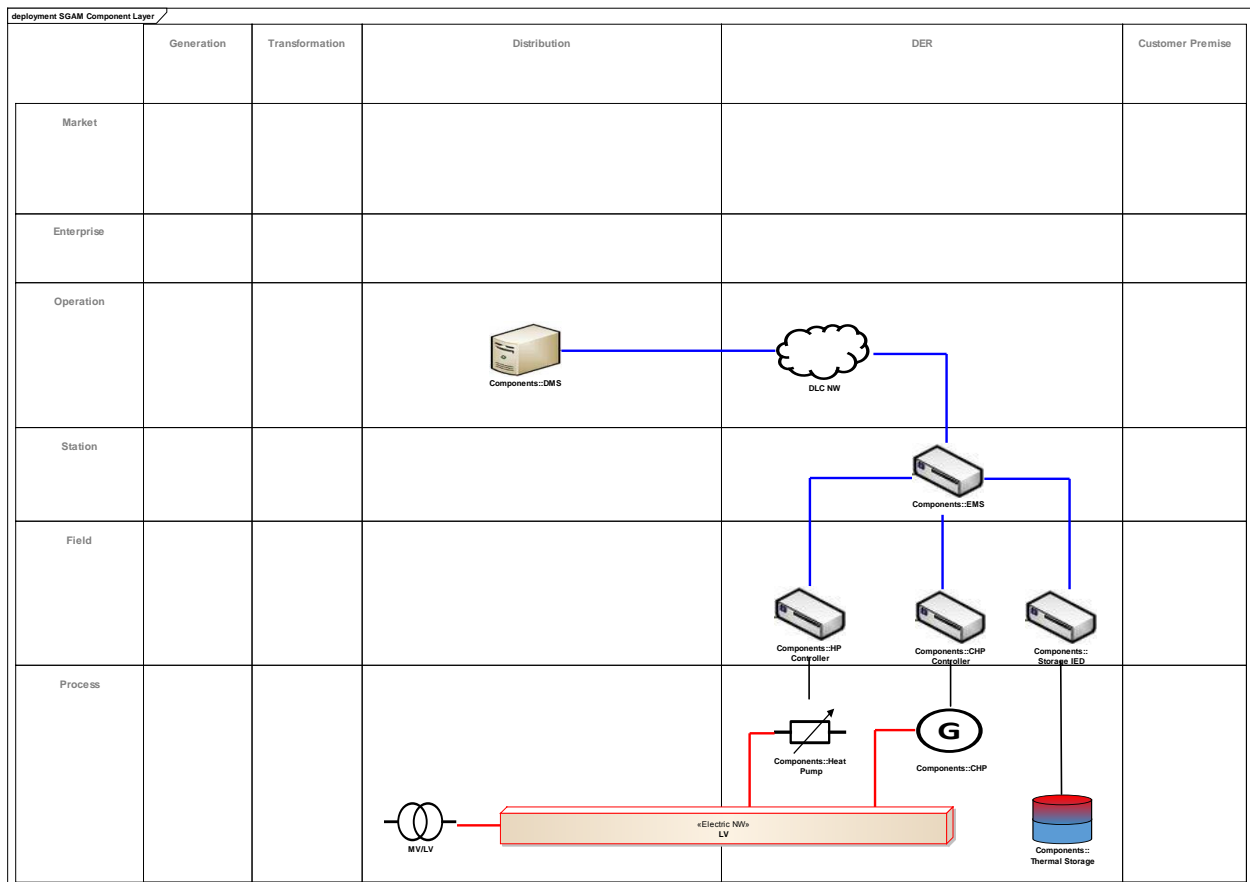 deployment SGAM Component Layer
Generation
Transformation
Distribution
DER
Customer Premise
Market
Enterprise
Operation
Components::DMS
DLC NW
Station
Components::EMS
Field
Components::HP
Controller
Components::CHP
Controller
Components::
Storage IED
Process
G
Components::Heat
Pump
Components::CHP
«Electric NW»
LV
MV/LV
Components::
Thermal Storage